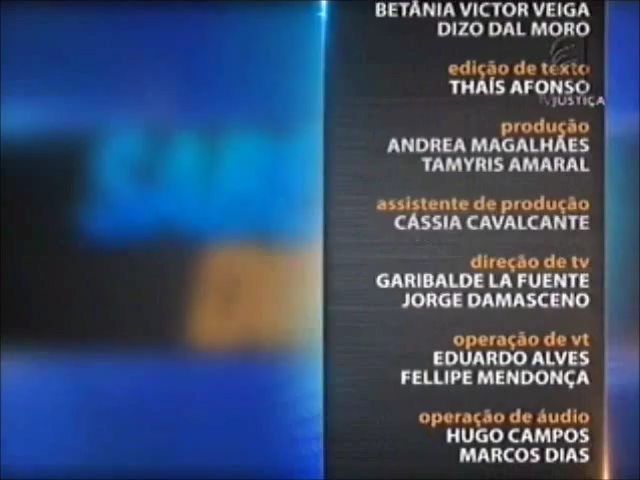 BETÂNIA VICTOR VEIGA
DIZO DAL MORO
edição de texto
THAÍS AFONSO
TV JUSTIÇA
produção
ANDREA MAGALHÃES
TAMYRIS AMARAL
assistente de produção
CÁSSIA CAVALCANTE
direção de tv
GARIBALDE LA FUENTE
JORGE DAMASCENO
operação de vt
EDUARDO ALVES
FELLIPE MENDONÇA
operação de áudio
HUGO CAMPOS
MARCOS DIAS